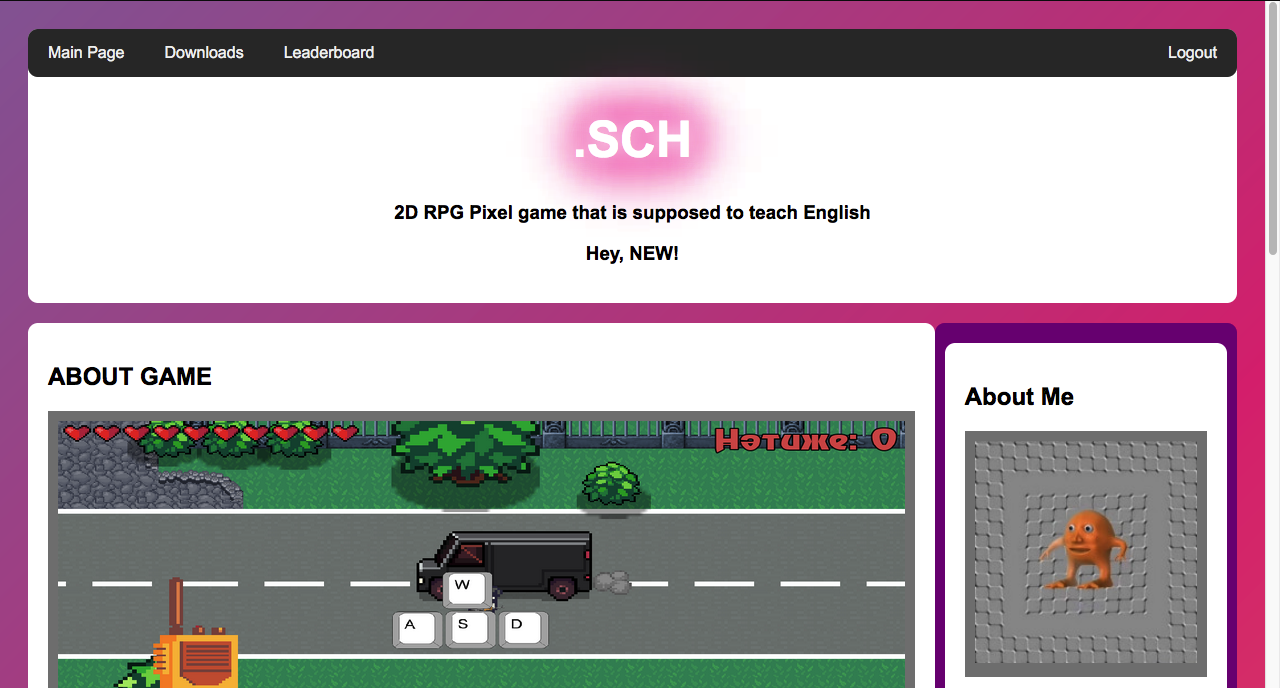 Main Page Downloads Leaderboard Logout
.SCH
2D RPG Pixel game that is supposed to teach English
Hey, NEW!
ABOUT GAME
Нәтиже: 0
W
A S D
About Me